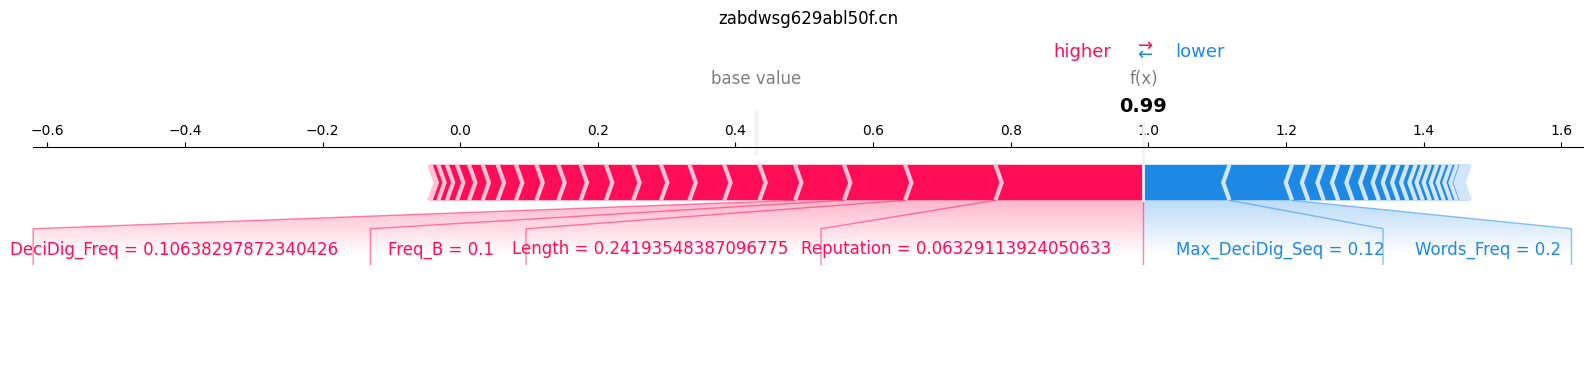 zabdwsg629abl50f.cn
higher ⇄ lower
base value f(x)
0.99
−0.6 −0.4 −0.2 0.0 0.2 0.4 0.6 0.8 1.0 1.2 1.4 1.6
DeciDig_Freq = 0.10638297872340426 Freq_B = 0.1 Length = 0.24193548387096775 Reputation = 0.06329113924050633 Max_DeciDig_Seq = 0.12 Words_Freq = 0.2